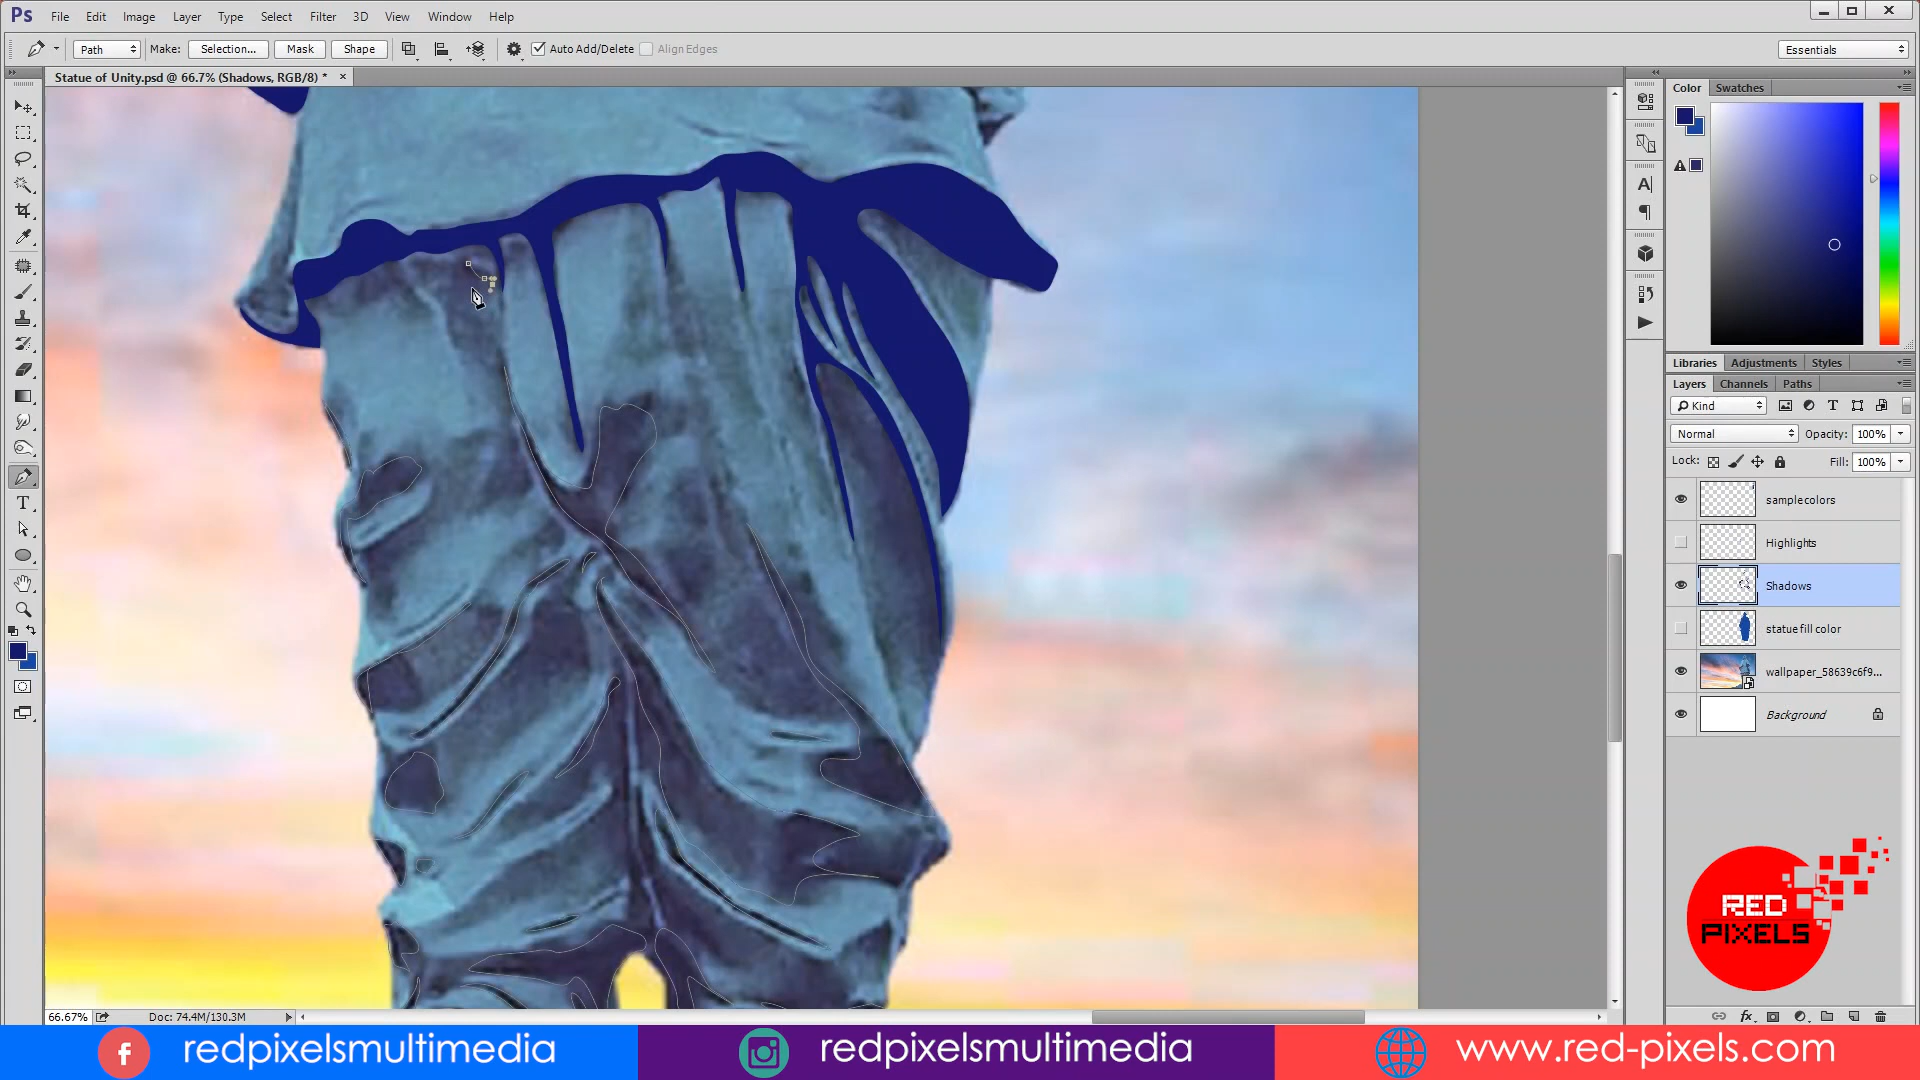 Ps File Edit Image Layer Type Select Filter 3D View Window Help
Path Make: Selection... Mask Shape Auto Add/Delete Align Edges Essentials
Statue of Unity.psd @ 66.7% (Shadows, RGB/8) * ×
Color Swatches
Libraries Adjustments Styles
Layers Channels Paths
Kind
Normal Opacity: 100%
Lock: Fill: 100%
sample colors
Highlights
Shadows
statue fill color
wallpaper_58639c6f9...
Background
RED
PIXELS
66.67% Doc: 74.4M/130.3M
redpixelsmultimedia redpixelsmultimedia www.red-pixels.com